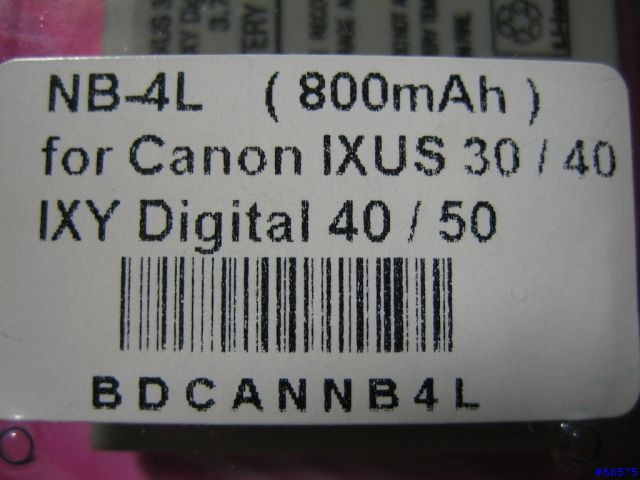 NB-4L ( 800mAh )
for Canon IXUS 30 / 40
IXY Digital 40 / 50
BDCANNB4L
#66575